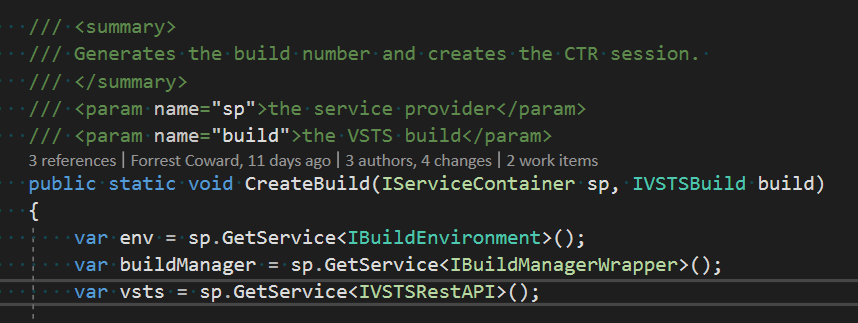 /// <summary>
/// Generates the build number and creates the CTR session.
/// </summary>
/// <param name="sp">the service provider</param>
/// <param name="build">the VSTS build</param>
3 references | Forrest Coward, 11 days ago | 3 authors, 4 changes | 2 work items
public static void CreateBuild(IServiceContainer sp, IVSTSBuild build)
{
var env = sp.GetService<IBuildEnvironment>();
var buildManager = sp.GetService<IBuildManagerWrapper>();
var vsts = sp.GetService<IVSTSRestAPI>();